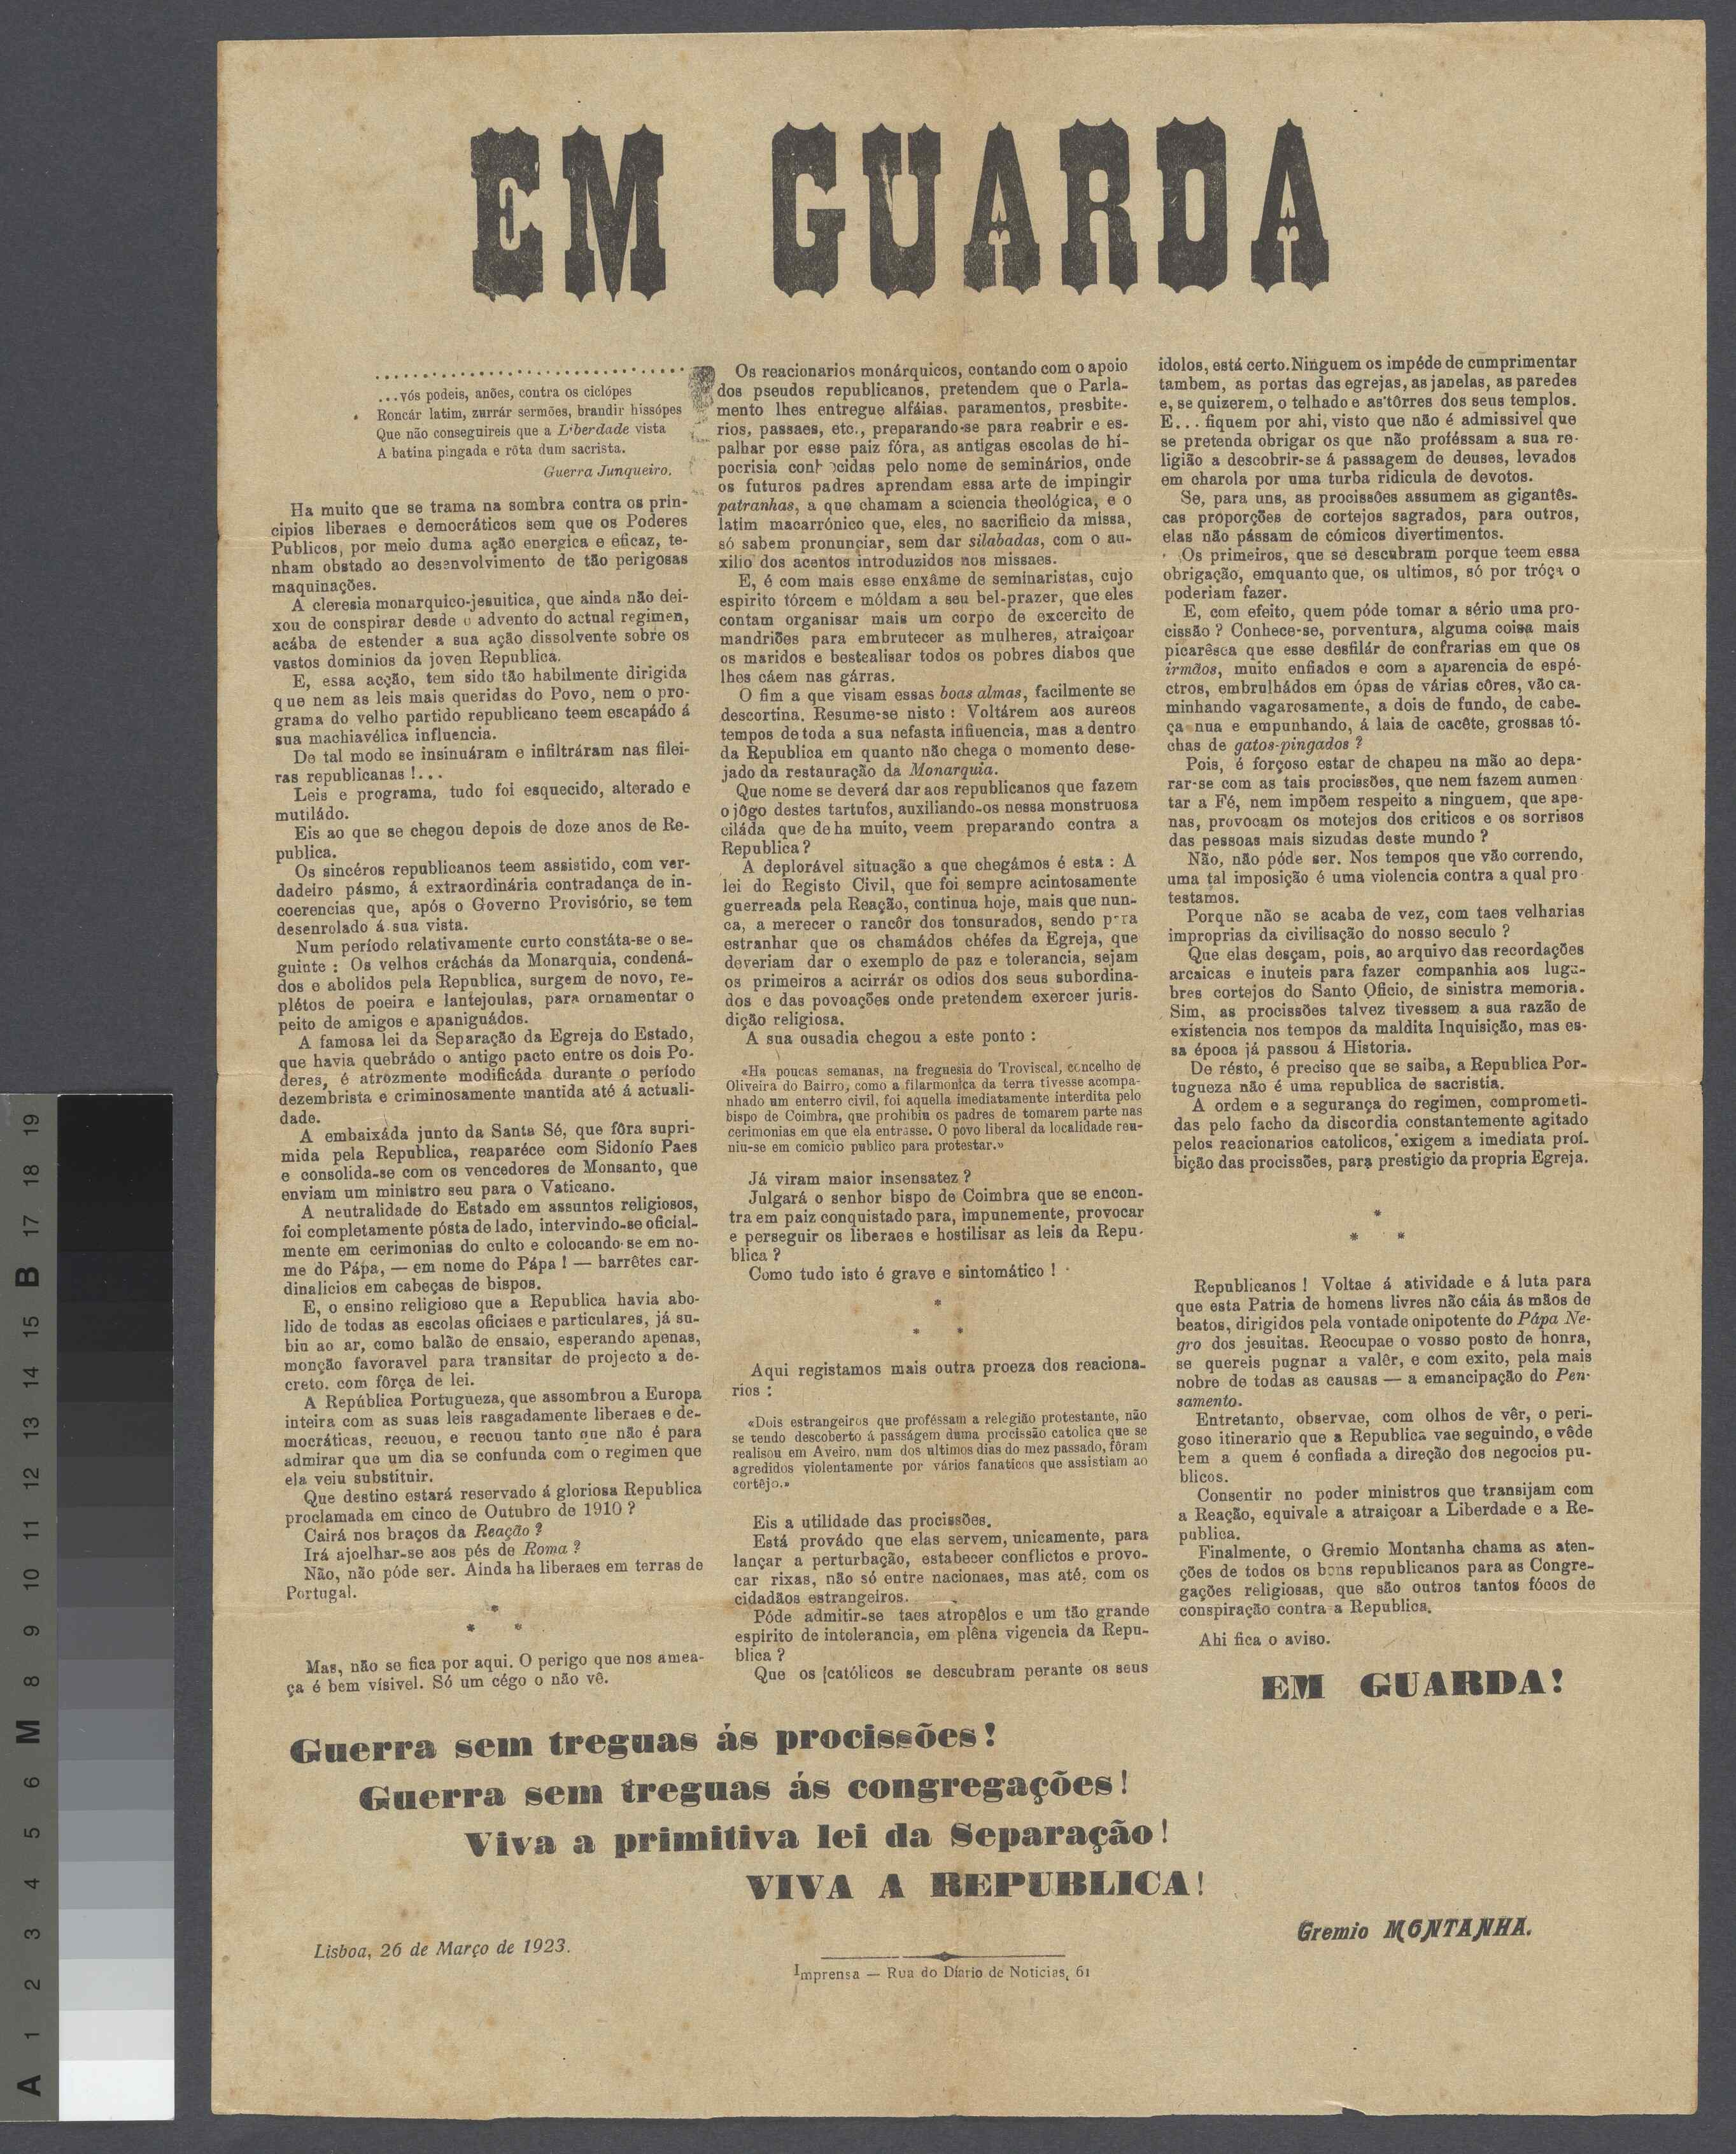 EM GUARDA
...vós podeis, anões, contra os ciclópes
Roncár latim, zurrár sermões, brandir hissópes
Que não conseguireis que a Liberdade vista
A batina pingada e rôta dum sacrista.
Guerra Junqueiro.
Ha muito que se trama na sombra contra os prin-
cipios liberaes e democráticos sem que os Poderes
Publicos, por meio duma ação energica e eficaz, te-
nham obstado ao desenvolvimento de tão perigosas
maquinações.
A cleresia monarquico-jesuitica, que ainda não dei-
xou de conspirar desde o advento do actual regimen,
acába de estender a sua ação dissolvente sobre os
vastos dominios da joven Republica.
E, essa acção, tem sido tão habilmente dirigida
que nem as leis mais queridas do Povo, nem o pro-
grama do velho partido republicano teem escapádo á
sua machiavélica influencia.
De tal modo se insinuáram e infiltráram nas filei-
ras republicanas !...
Leis e programa, tudo foi esquecido, alterado e
mutiládo.
Eis ao que se chegou depois de doze anos de Re-
publica.
Os sincéros republicanos teem assistido, com ver-
dadeiro pásmo, á extraordinária contradança de in-
coerencias que, após o Governo Provisório, se tem
desenrolado á sua vista.
Num período relativamente curto constáta-se o se-
guinte : Os velhos cráchás da Monarquia, condená-
dos e abolidos pela Republica, surgem de novo, re-
plétos de poeira e lantejoulas, para ornamentar o
peito de amigos e apaniguádos.
A famosa lei da Separação da Egreja do Estado,
que havia quebrádo o antigo pacto entre os dois Po-
deres, é atrozmente modificáda durante o período
dezembrista e criminosamente mantida até á actuali-
dade.
A embaixáda junto da Santa Sé, que fôra supri-
mida pela Republica, reaparéce com Sidonio Paes
e consolida-se com os vencedores de Monsanto, que
enviam um ministro seu para o Vaticano.
A neutralidade do Estado em assuntos religiosos,
foi completamente pósta de lado, intervindo-se oficial-
mente em cerimonias do culto e colocando-se em no-
me do Pápa, — em nome do Pápa ! — barrêtes car-
dinalicios em cabeças de bispos.
E, o ensino religioso que a Republica havia abo-
lido de todas as escolas oficiaes e particulares, já su-
biu ao ar, como balão de ensaio, esperando apenas,
monção favoravel para transitar de projecto a de-
creto. com fôrça de lei.
A República Portugueza, que assombrou a Europa
inteira com as suas leis rasgadamente liberaes e de-
mocráticas, recuou, e recuou tanto que não é para
admirar que um dia se confunda com o regimen que
ela veiu substituir.
Que destino estará reservado á gloriosa Republica
proclamada em cinco de Outubro de 1910 ?
Cairá nos braços da Reação ?
Irá ajoelhar-se aos pés de Roma ?
Não, não póde ser. Ainda ha liberaes em terras de
Portugal.
*
* *
Mas, não se fica por aqui. O perigo que nos amea-
ça é bem vísivel. Só um cégo o não vê.
Os reacionarios monárquicos, contando com o apoio
dos pseudos republicanos, pretendem que o Parla-
mento lhes entregue alfáias. paramentos, presbite-
rios, passaes, etc., preparando-se para reabrir e es-
palhar por esse paiz fóra, as antigas escolas de hi-
pocrisia conhecidas pelo nome de seminários, onde
os futuros padres aprendam essa arte de impingir
patranhas, a que chamam a sciencia theológica, e o
latim macarrónico que, eles, no sacrificio da missa,
só sabem pronunciar, sem dar silabadas, com o au-
xilio dos acentos introduzidos nos missaes.
E, é com mais esse enxâme de seminaristas, cujo
espirito tórcem e móldam a seu bel-prazer, que eles
contam organisar mais um corpo de excercito de
mandriões para embrutecer as mulheres, atraiçoar
os maridos e bestealisar todos os pobres diabos que
lhes cáem nas gárras.
O fim a que visam essas boas almas, facilmente se
descortina. Resume-se nisto : Voltárem aos aureos
tempos de toda a sua nefasta influencia, mas a dentro
da Republica em quanto não chega o momento dese-
jado da restauração da Monarquia.
Que nome se deverá dar aos republicanos que fazem
o jôgo destes tartufos, auxiliando-os nessa monstruosa
ciláda que de ha muito, veem preparando contra a
Republica ?
A deplorável situação a que chegámos é esta : A
lei do Registo Civil, que foi sempre acintosamente
guerreada pela Reação, continua hoje, mais que nun-
ca, a merecer o rancôr dos tonsurados, sendo para
estranhar que os chamádos chéfes da Egreja, que
deveriam dar o exemplo de paz e tolerancia, sejam
os primeiros a acirrár os odios dos seus subordina-
dos e das povoações onde pretendem exercer juris-
dição religiosa.
A sua ousadia chegou a este ponto :
«Ha poucas semanas, na freguesia do Troviscal, concelho de
Oliveira do Bairro, como a filarmonica da terra tivesse acompa-
nhado um enterro civil, foi aquella imediatamente interdita pelo
bispo de Coimbra, que prohibiu os padres de tomarem parte nas
cerimonias em que ela entrasse. O povo liberal da localidade reu-
niu-se em comicio publico para protestar.»
Já viram maior insensatez ?
Julgará o senhor bispo de Coimbra que se encon-
tra em paiz conquistado para, impunemente, provocar
e perseguir os liberaes e hostilisar as leis da Repu-
blica ?
Como tudo isto é grave e sintomático !
*
* *
Aqui registamos mais outra proeza dos reaciona-
rios :
«Dois estrangeiros que proféssam a relegião protestante, não
se tendo descoberto á passágem duma procissão catolica que se
realisou em Aveiro, num dos ultimos dias do mez passado, fôram
agredidos violentamente por vários fanaticos que assistiam ao
cortêjo.»
Eis a utilidade das procissões.
Está provádo que elas servem, unicamente, para
lançar a perturbação, estabecer conflictos e provo-
car rixas, não só entre nacionaes, mas até, com os
cidadãos estrangeiros.
Póde admitir-se taes atropêlos e um tão grande
espirito de intolerancia, em plêna vigencia da Repu-
blica ?
Que os [católicos se descubram perante os seus
idolos, está certo. Ninguem os impéde de cumprimentar
tambem, as portas das egrejas, as janelas, as paredes
e, se quizerem, o telhado e as tôrres dos seus templos.
E... fiquem por ahi, visto que não é admissivel que
se pretenda obrigar os que não proféssam a sua re-
ligião a descobrir-se á passagem de deuses, levados
em charola por uma turba ridicula de devotos.
Se, para uns, as procissões assumem as gigantês-
cas proporções de cortejos sagrados, para outros,
elas não pássam de cómicos divertimentos.
Os primeiros, que se descubram porque teem essa
obrigação, emquanto que, os ultimos, só por tróça o
poderiam fazer.
E, com efeito, quem póde tomar a sério uma pro-
cissão ? Conhece-se, porventura, alguma coisa mais
picarêsca que esse desfilár de confrarias em que os
irmãos, muito enfiados e com a aparencia de espé-
ctros, embrulhádos em ópas de várias côres, vão ca-
minhando vagarosamente, a dois de fundo, de cabe-
ça nua e empunhando, á laia de cacête, grossas tó-
chas de gatos-pingados ?
Pois, é forçoso estar de chapeu na mão ao depa-
rar-se com as tais procissões, que nem fazem aumen-
tar a Fé, nem impõem respeito a ninguem, que ape-
nas, provocam os motejos dos criticos e os sorrisos
das pessoas mais sizudas deste mundo ?
Não, não póde ser. Nos tempos que vão correndo,
uma tal imposição é uma violencia contra a qual pro-
testamos.
Porque não se acaba de vez, com taes velharias
improprias da civilisação do nosso seculo ?
Que elas desçam, pois, ao arquivo das recordações
arcaicas e inuteis para fazer companhia aos lugu-
bres cortejos do Santo Oficio, de sinistra memoria.
Sim, as procissões talvez tivessem a sua razão de
existencia nos tempos da maldita Inquisição, mas es-
sa época já passou á Historia.
De résto, é preciso que se saiba, a Republica Por-
tugueza não é uma republica de sacristia.
A ordem e a segurança do regimen, comprometi-
das pelo facho da discordia constantemente agitado
pelos reacionarios catolicos, exigem a imediata proí-
bição das procissões, para prestigio da propria Egreja.
*
* *
Republicanos ! Voltae á atividade e á luta para
que esta Patria de homens livres não cáia ás mãos de
beatos, dirigidos pela vontade onipotente do Pápa Ne-
gro dos jesuitas. Reocupae o vosso posto de honra,
se quereis pugnar a valêr, e com exito, pela mais
nobre de todas as causas — a emancipação do Pen-
samento.
Entretanto, observae, com olhos de vêr, o peri-
goso itinerario que a Republica vae seguindo, e vêde
bem a quem é confiada a direção dos negocios pu-
blicos.
Consentir no poder ministros que transijam com
a Reação, equivale a atraiçoar a Liberdade e a Re-
publica.
Finalmente, o Gremio Montanha chama as aten-
ções de todos os bons republicanos para as Congre-
gações religiosas, que são outros tantos fócos de
conspiração contra a Republica.
Ahi fica o aviso.
EM GUARDA!
Guerra sem treguas ás procissões!
Guerra sem treguas ás congregações!
Viva a primitiva lei da Separação!
VIVA A REPUBLICA!
Gremio MONTANHA.
Lisboa, 26 de Março de 1923.
Imprensa — Rua do Diario de Noticias, 61
A 1 2 3 4 5 6 M 8 9 10 11 12 13 14 15 B 17 18 19